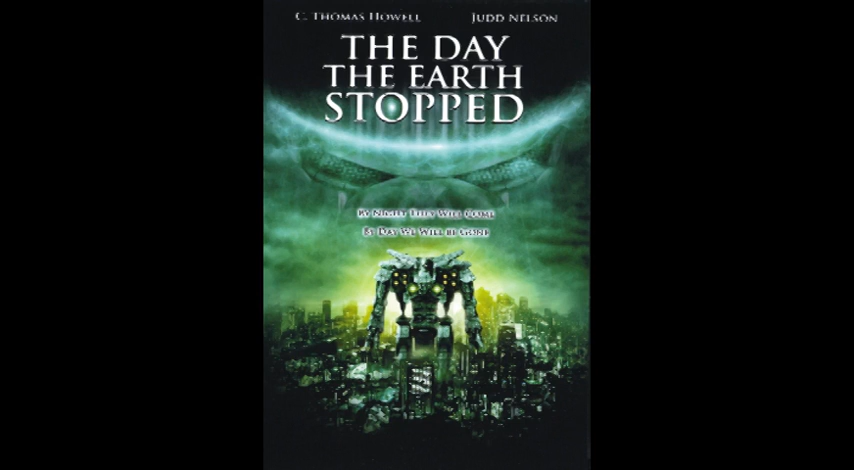 C. THOMAS HOWELL JUDD NELSON
THE DAY
THE EARTH
STOPPED
BY NIGHT THEY WILL COME
BY DAY WE WILL BE GONE